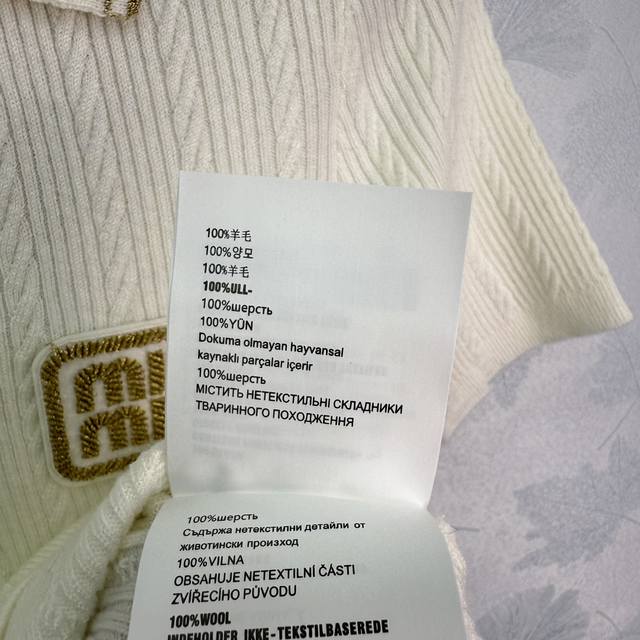 100%羊毛
100%양모
100%羊毛
100%ULL-
100%шерсть
100%YÜN
Dokuma olmayan hayvansal
kaynaklı parçalar içerir
100%шерсть
МІСТИТЬ НЕТЕКСТИЛЬНІ СКЛАДНИКИ
ТВАРИННОГО ПОХОДЖЕННЯ
100%шерсть
Съдържа нетекстилни детайли от
животински произход
100%VILNA
OBSAHUJE NETEXTILNÍ ČÁSTI
ZVÍŘECÍHO PŮVODU
100%WOOL
INDEHOLDER IKKE-TEKSTILBASEREDE